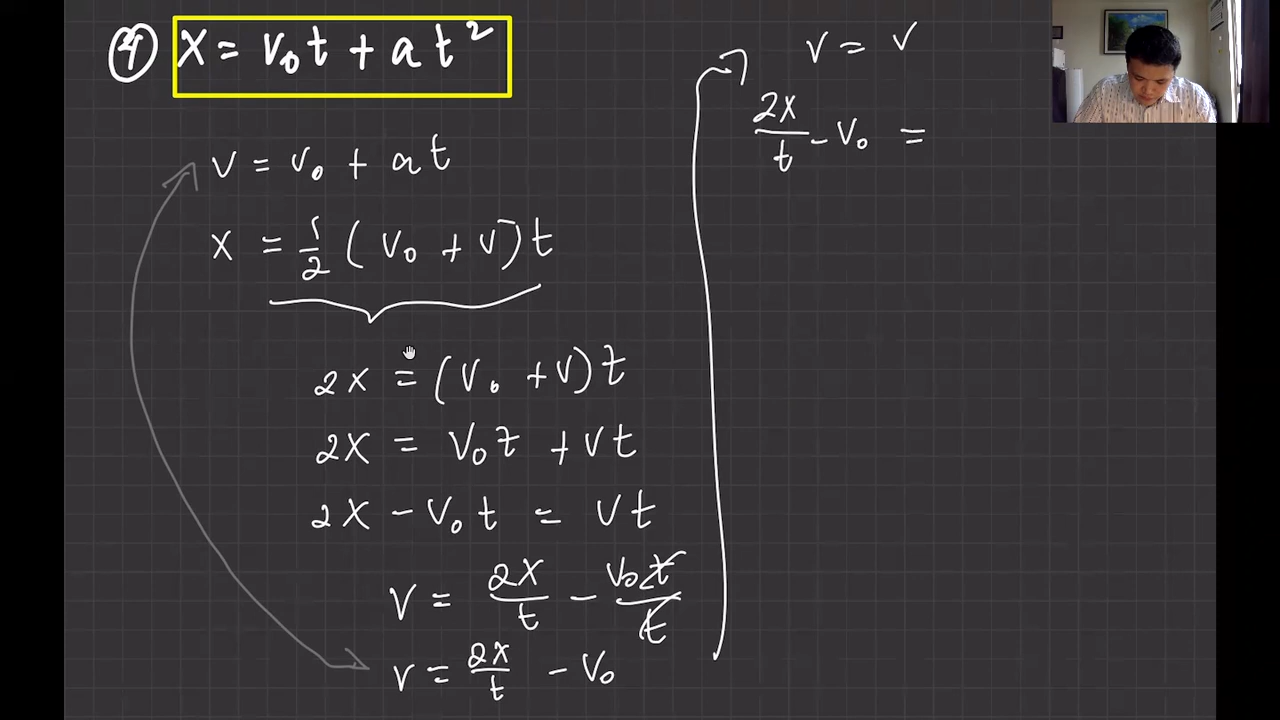 ④ x = v₀t + at²
v = v₀ + at
x = 1/2 (v₀ + v)t
2x = (v₀ + v)t
2x = v₀t + vt
2x - v₀t = vt
v = 2x/t - v₀t/t
v = 2x/t - v₀
v = v
2x/t - v₀ =